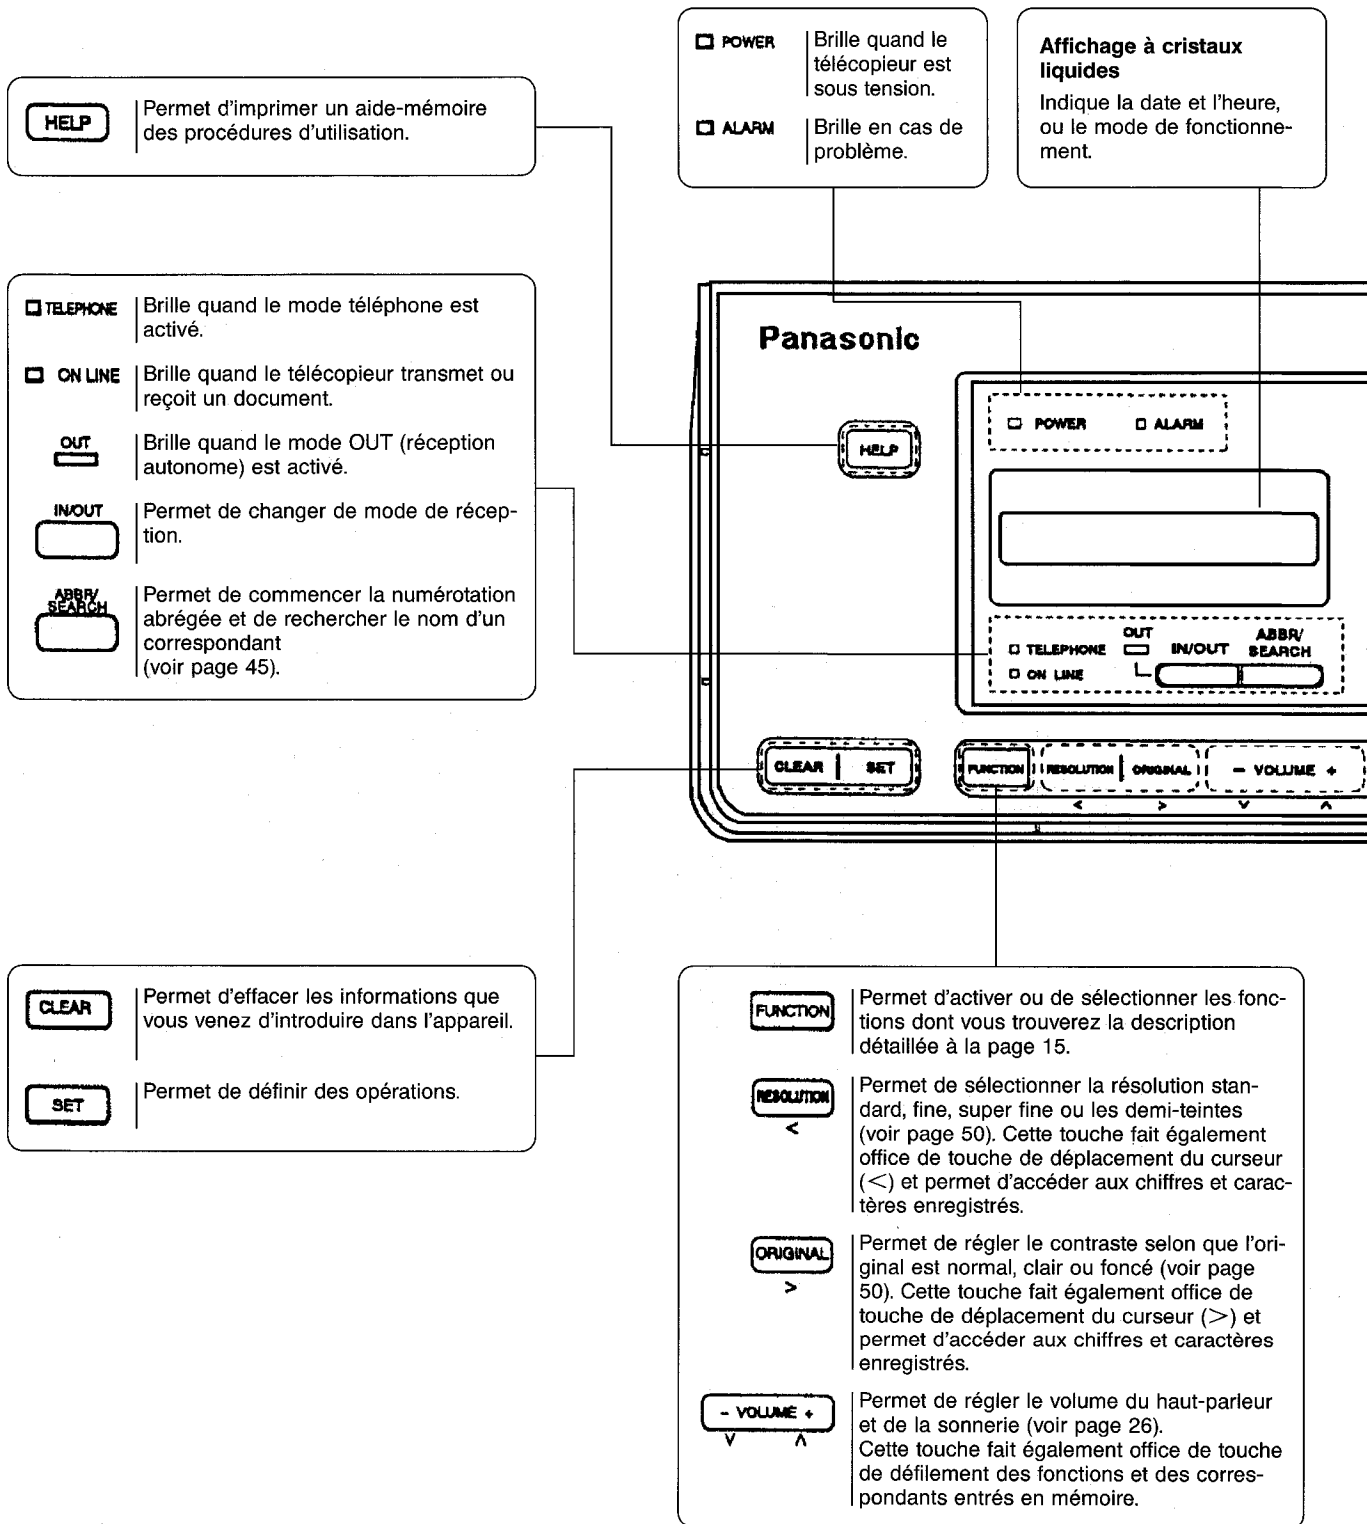 HELP
Permet d'imprimer un aide-mémoire
des procédures d'utilisation.
POWER
Brille quand le
télécopieur est
sous tension.
ALARM
Brille en cas de
problème.
Affichage à cristaux
liquides
Indique la date et l'heure,
ou le mode de fonctionne-
ment.
TELEPHONE
Brille quand le mode téléphone est
activé.
ON LINE
Brille quand le télécopieur transmet ou
reçoit un document.
OUT
Brille quand le mode OUT (réception
autonome) est activé.
IN/OUT
Permet de changer de mode de récep-
tion.
ABBR/
SEARCH
Permet de commencer la numérotation
abrégée et de rechercher le nom d'un
correspondant
(voir page 45).
Panasonic
HELP
POWER ALARM
TELEPHONE
ON LINE
OUT
IN/OUT
ABBR/
SEARCH
CLEAR SET
FUNCTION RESOLUTION ORIGINAL - VOLUME +
< > ∨ ∧
CLEAR
Permet d'effacer les informations que
vous venez d'introduire dans l'appareil.
SET
Permet de définir des opérations.
FUNCTION
Permet d'activer ou de sélectionner les fonc-
tions dont vous trouverez la description
détaillée à la page 15.
RESOLUTION
<
Permet de sélectionner la résolution stan-
dard, fine, super fine ou les demi-teintes
(voir page 50). Cette touche fait également
office de touche de déplacement du curseur
(<) et permet d'accéder aux chiffres et carac-
tères enregistrés.
ORIGINAL
>
Permet de régler le contraste selon que l'ori-
ginal est normal, clair ou foncé (voir page
50). Cette touche fait également office de
touche de déplacement du curseur (>) et
permet d'accéder aux chiffres et caractères
enregistrés.
- VOLUME +
∨ ∧
Permet de régler le volume du haut-parleur
et de la sonnerie (voir page 26).
Cette touche fait également office de touche
de défilement des fonctions et des corres-
pondants entrés en mémoire.